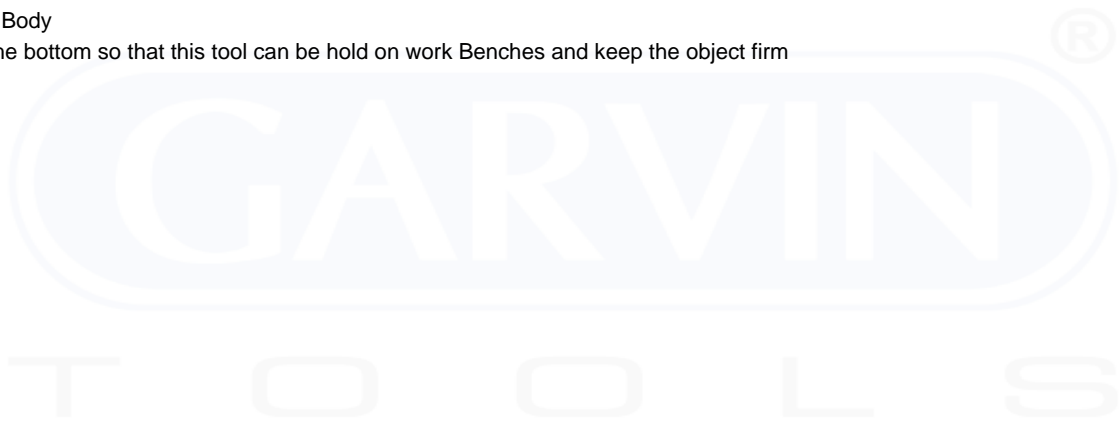 Body
he bottom so that this tool can be hold on work Benches and keep the object firm
®
GARVIN
TOOLS